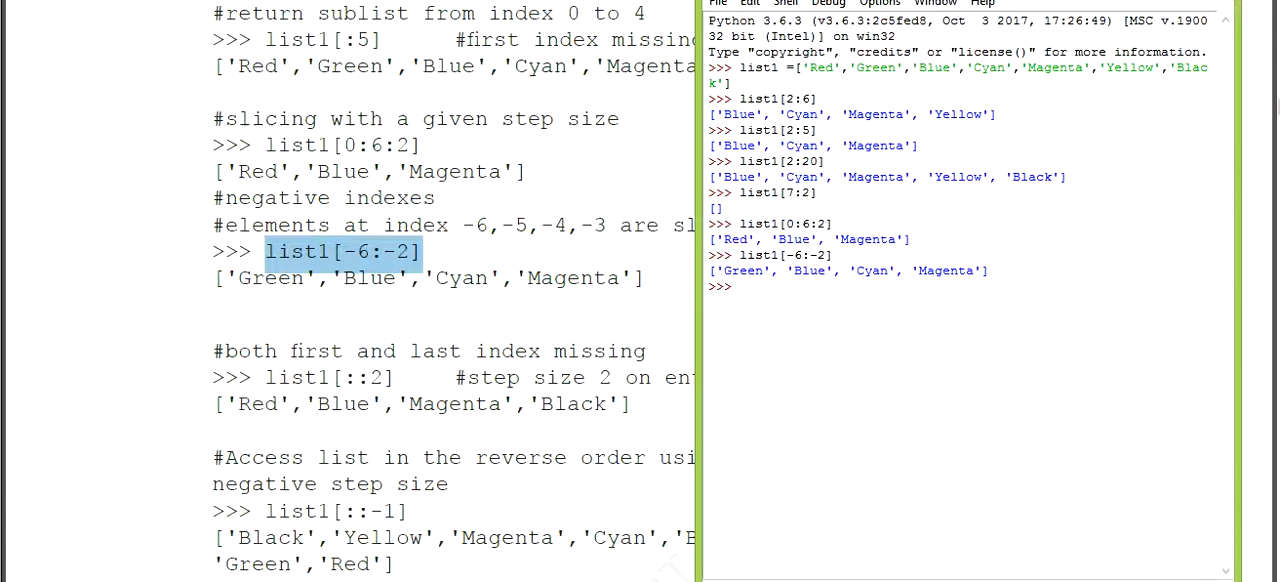 #return sublist from index 0 to 4
>>> list1[:5]     #first index missing
['Red','Green','Blue','Cyan','Magenta
#slicing with a given step size
>>> list1[0:6:2]
['Red','Blue','Magenta']
#negative indexes
#elements at index -6,-5,-4,-3 are sl
>>> list1[-6:-2]
['Green','Blue','Cyan','Magenta']
#both first and last index missing
>>> list1[::2]     #step size 2 on ent
['Red','Blue','Magenta','Black']
#Access list in the reverse order usi
negative step size
>>> list1[::-1]
['Black','Yellow','Magenta','Cyan','B
'Green','Red']
File Edit Shell Debug Options Window Help
Python 3.6.3 (v3.6.3:2c5fed8, Oct  3 2017, 17:26:49) [MSC v.1900
32 bit (Intel)] on win32
Type "copyright", "credits" or "license()" for more information.
>>> list1 =['Red','Green','Blue','Cyan','Magenta','Yellow','Blac
k']
>>> list1[2:6]
['Blue', 'Cyan', 'Magenta', 'Yellow']
>>> list1[2:5]
['Blue', 'Cyan', 'Magenta']
>>> list1[2:20]
['Blue', 'Cyan', 'Magenta', 'Yellow', 'Black']
>>> list1[7:2]
[]
>>> list1[0:6:2]
['Red', 'Blue', 'Magenta']
>>> list1[-6:-2]
['Green', 'Blue', 'Cyan', 'Magenta']
>>>